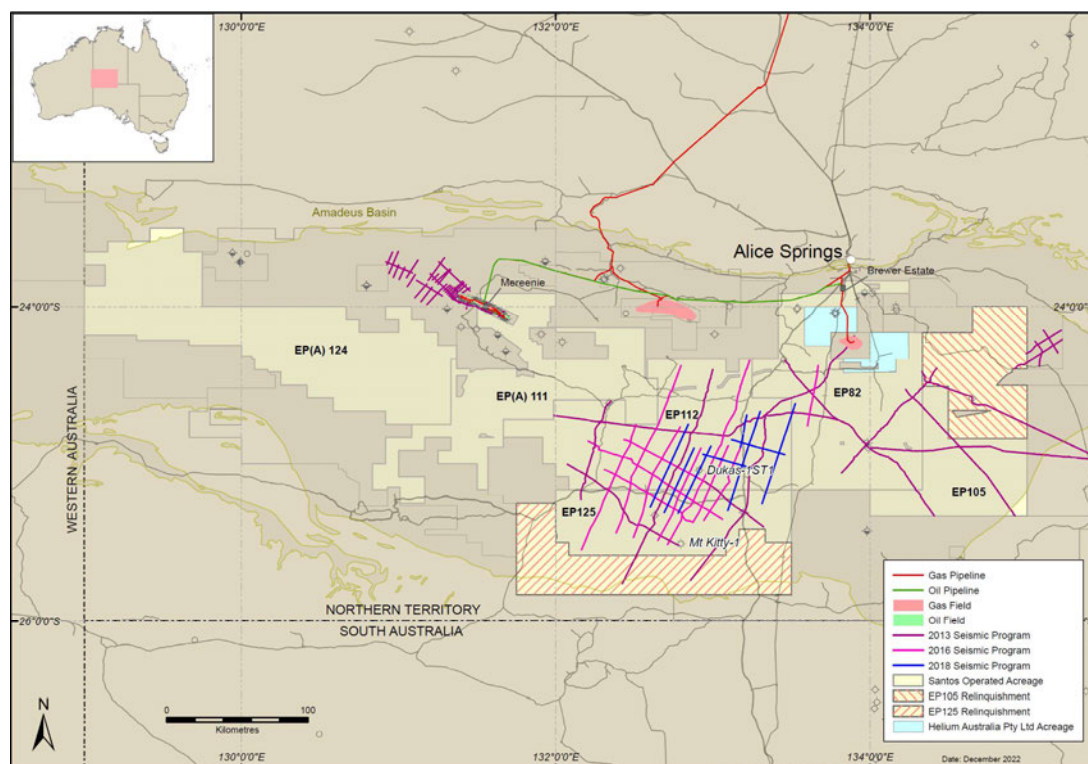 130°0'0"E
132°0'0"E
134°0'0"E
Amadeus Basin
Alice Springs
Brewer Estate
Mereenie
24°0'0"S
24°0'0"S
EP(A) 124
EP(A) 111
EP112
EP82
Dukas-1ST1
EP125
EP105
Mt Kitty-1
WESTERN AUSTRALIA
NORTHERN TERRITORY
SOUTH AUSTRALIA
26°0'0"S
N
0
100
Kilometres
130°0'0"E
132°0'0"E
134°0'0"E
Gas Pipeline
Oil Pipeline
Gas Field
Oil Field
2013 Seismic Program
2016 Seismic Program
2018 Seismic Program
Santos Operated Acreage
EP105 Relinquishment
EP125 Relinquishment
Helium Australia Pty Ltd Acreage
Date: December 2022